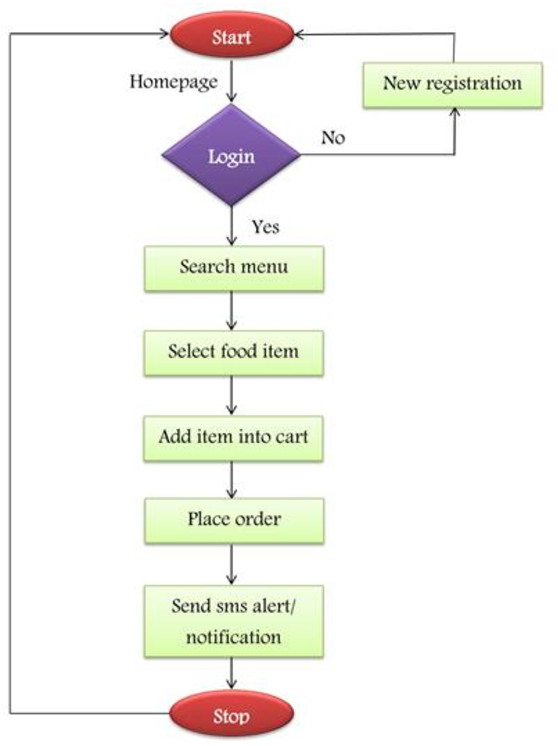 Start
Homepage
New registration
Login
No
Yes
Search menu
Select food item
Add item into cart
Place order
Send sms alert/
notification
Stop